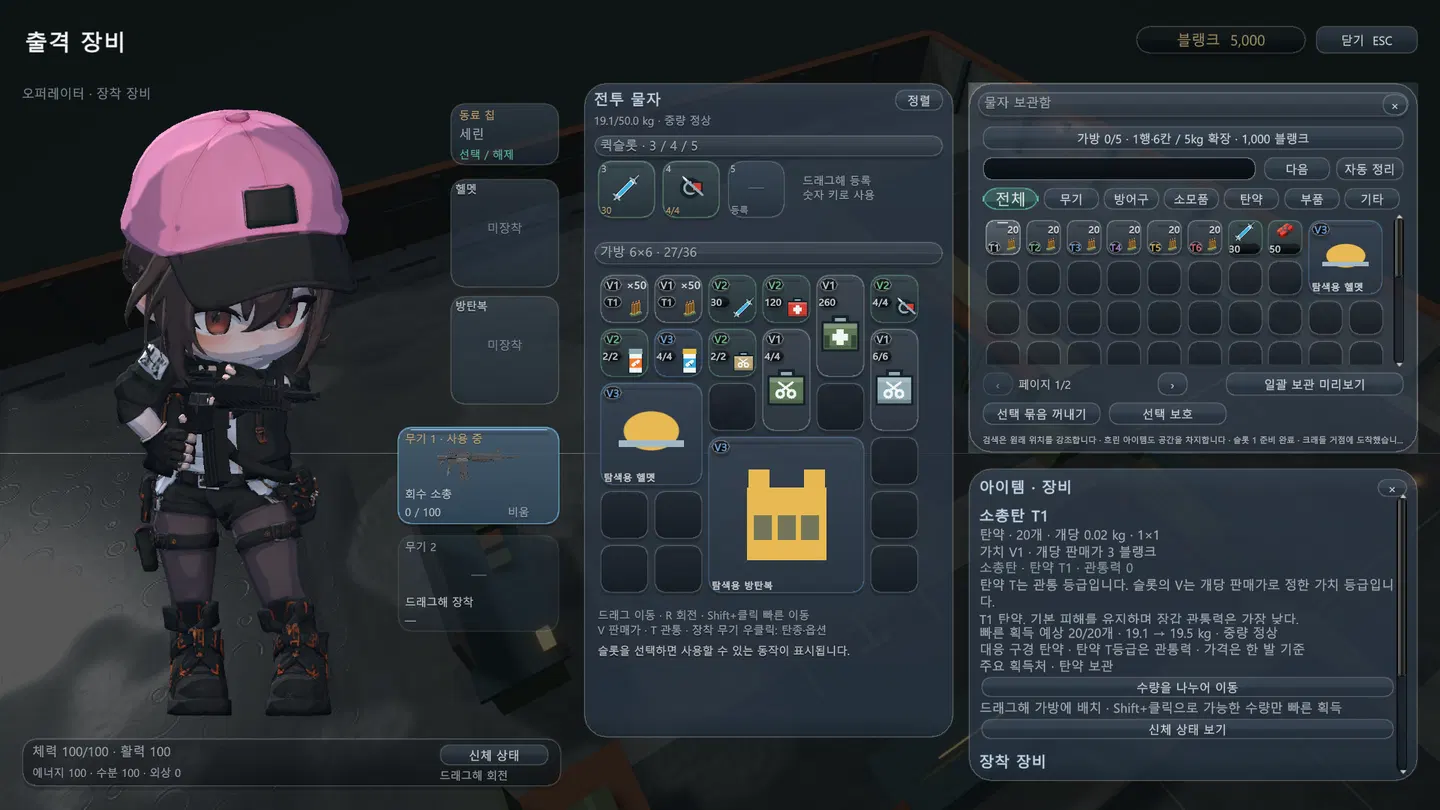 출격 장비
블랭크 5,000
닫기 ESC
오퍼레이터 · 장착 장비
동료 칩
세린
선택 / 해제
헬멧
미장착
방탄복
미장착
무기 1 · 사용 중
회수 소총
0 / 100 비움
무기 2
—
드래그해 장착
—
체력 100/100 · 활력 100
에너지 100 · 수분 100 · 외상 0
신체 상태
드래그해 회전
전투 물자
정렬
19.1/50.0 kg · 중량 정상
퀵슬롯 · 3 / 4 / 5
3
30
4
4/4
5
—
등록
드래그해 등록
숫자 키로 사용
가방 6×6 · 27/36
V1 ×50
T1
V1 ×50
T1
V2
30
V2
120
V1
260
V2
4/4
V2
2/2
V3
4/4
V2
2/2
V1
4/4
V1
6/6
V3
탐색용 헬멧
V3
탐색용 방탄복
드래그 이동 · R 회전 · Shift+클릭 빠른 이동
V 판매가 · T 관통 · 장착 무기 우클릭: 탄종·옵션
슬롯을 선택하면 사용할 수 있는 동작이 표시됩니다.
물자 보관함
×
가방 0/5 · 1행·6칸 / 5kg 확장 · 1,000 블랭크
다음
자동 정리
전체
무기
방어구
소모품
탄약
부품
기타
20
T1
20
T2
20
T3
20
T4
20
T5
20
T6
30
50
V3
탐색용 헬멧
‹
페이지 1/2
›
일괄 보관 미리보기
선택 묶음 꺼내기
선택 보호
검색은 원래 위치를 강조합니다 · 흐린 아이템도 공간을 차지합니다 · 슬롯 1 준비 완료 · 크레들 거점에 도착했습니...
아이템 · 장비
×
소총탄 T1
탄약 · 20개 · 개당 0.02 kg · 1×1
가치 V1 · 개당 판매가 3 블랭크
소총탄 · 탄약 T1 · 관통력 0
탄약 T는 관통 등급입니다. 슬롯의 V는 개당 판매가로 정한 가치 등급입니
다.
T1 탄약. 기본 피해를 유지하며 장갑 관통력은 가장 낮다.
빠른 획득 예상 20/20개 · 19.1 → 19.5 kg · 중량 정상
대응 구경 탄약 · 탄약 T등급은 관통력 · 가격은 한 발 기준
주요 획득처 · 탄약 보관
수량을 나누어 이동
드래그해 가방에 배치 · Shift+클릭으로 가능한 수량만 빠른 획득
신체 상태 보기
장착 장비